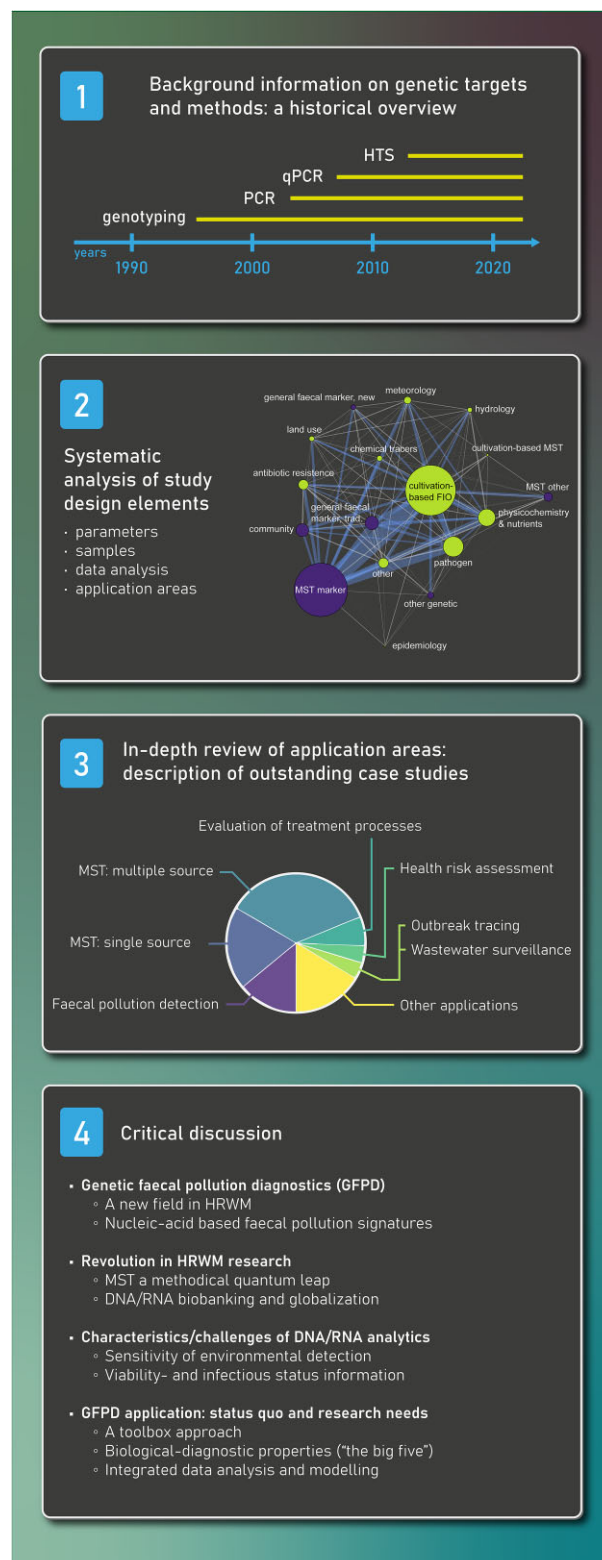 1
Background information on genetic targets
and methods: a historical overview
HTS
qPCR
PCR
genotyping
years
1990
2000
2010
2020
2
Systematic
analysis of study
design elements
· parameters
· samples
· data analysis
· application areas
meteorology
general faecal marker, new
hydrology
land use
chemical tracers
cultivation-based MST
antibiotic resistence
cultivation-
based FIO
MST other
general faecal
marker, trad.
physicochemistry
& nutrients
community
pathogen
other
MST marker
other genetic
epidemiology
3
In-depth review of application areas:
description of outstanding case studies
Evaluation of treatment processes
MST: multiple source
Health risk assessment
Outbreak tracing
MST: single source
Wastewater surveillance
Faecal pollution detection
Other applications
4
Critical discussion
▪ Genetic faecal pollution diagnostics (GFPD)
◦ A new field in HRWM
◦ Nucleic-acid based faecal pollution signatures
▪ Revolution in HRWM research
◦ MST a methodical quantum leap
◦ DNA/RNA biobanking and globalization
▪ Characteristics/challenges of DNA/RNA analytics
◦ Sensitivity of environmental detection
◦ Viability- and infectious status information
▪ GFPD application: status quo and research needs
◦ A toolbox approach
◦ Biological-diagnostic properties (“the big five”)
◦ Integrated data analysis and modelling